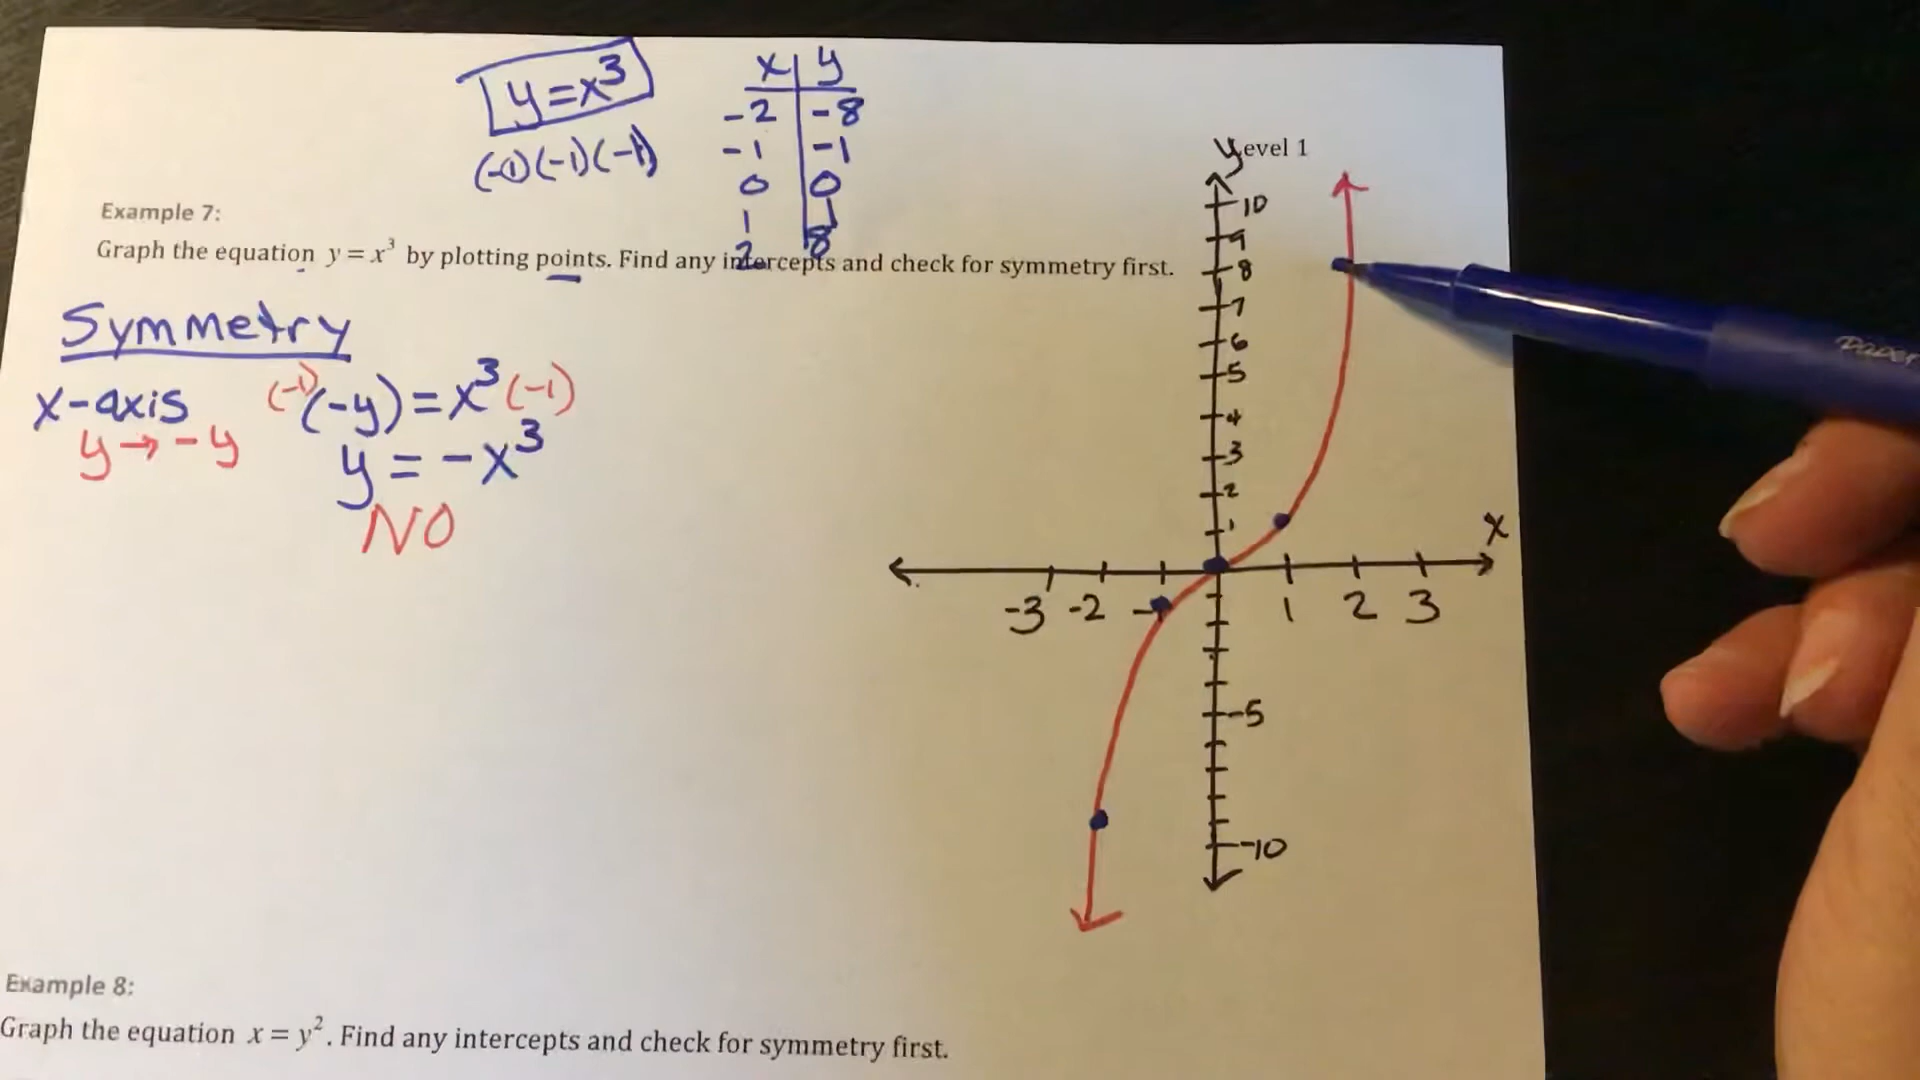 y=x³
(-1)(-1)(-1)
x y
-2 -8
-1 -1
0 0
1 1
2 8
Example 7:
Graph the equation y = x³ by plotting points. Find any intercepts and check for symmetry first.
Symmetry
x-axis (-1)(-y) = x³(-1)
y → -y y = -x³
NO
y evel 1
10
9
8
7
6
5
4
3
2
1
x
-3 -2 -1 1 2 3
-5
-10
paper
Example 8:
Graph the equation x = y². Find any intercepts and check for symmetry first.